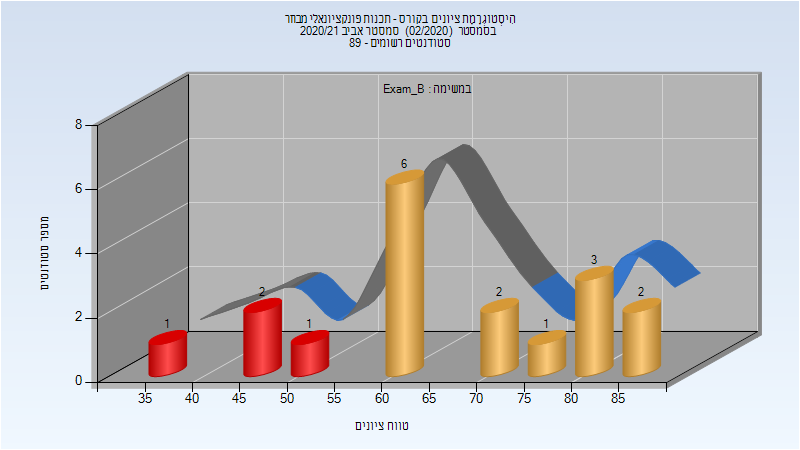 היסטוגרמת ציונים בקורס - תכנות פונקציונאלי מבוזר
בסמסטר (02/2020) סמסטר אביב 2020/21
סטודנטים רשומים - 89
במשימה : Exam_B
מספר סטודנטים
8
6
4
2
0
1
2
1
6
2
1
3
2
35 40 45 50 55 60 65 70 75 80 85
טווח ציונים